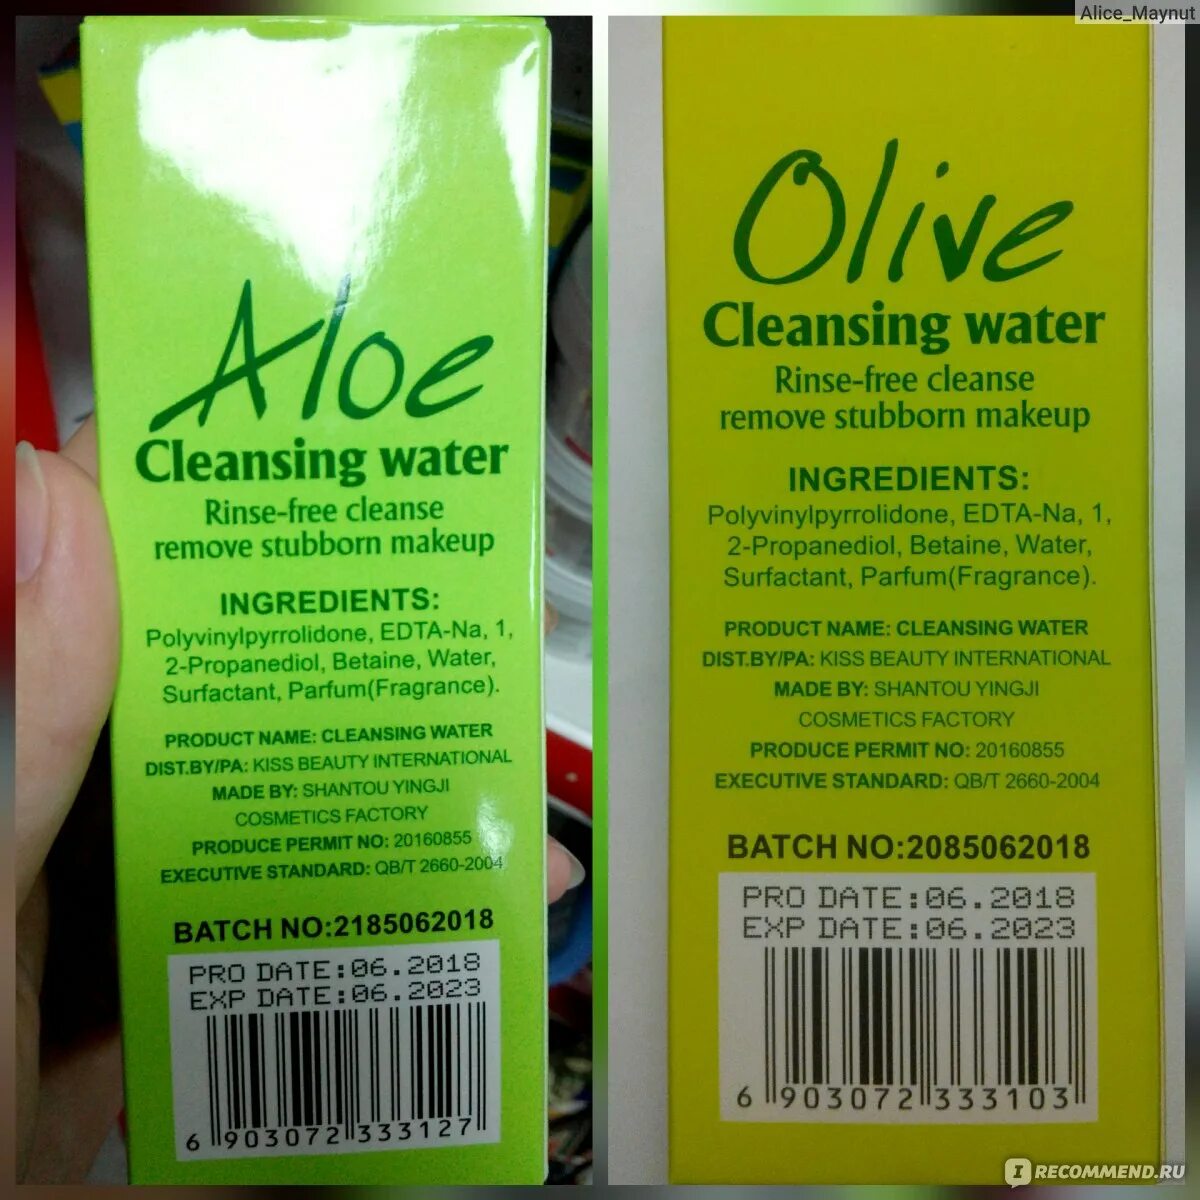 Alice_Maynut
Aloe
Cleansing water
Rinse-free cleanse
remove stubborn makeup
INGREDIENTS:
Polyvinylpyrrolidone, EDTA-Na, 1,
2-Propanediol, Betaine, Water,
Surfactant, Parfum(Fragrance).
PRODUCT NAME: CLEANSING WATER
DIST.BY/PA: KISS BEAUTY INTERNATIONAL
MADE BY: SHANTOU YINGJI
COSMETICS FACTORY
PRODUCE PERMIT NO: 20160855
EXECUTIVE STANDARD: QB/T 2660-2004
BATCH NO:2185062018
PRO DATE:06.2018
EXP DATE:06.2023
6 903072 333127
Olive
Cleansing water
Rinse-free cleanse
remove stubborn makeup
INGREDIENTS:
Polyvinylpyrrolidone, EDTA-Na, 1,
2-Propanediol, Betaine, Water,
Surfactant, Parfum(Fragrance).
PRODUCT NAME: CLEANSING WATER
DIST.BY/PA: KISS BEAUTY INTERNATIONAL
MADE BY: SHANTOU YINGJI
COSMETICS FACTORY
PRODUCE PERMIT NO: 20160855
EXECUTIVE STANDARD: QB/T 2660-2004
BATCH NO:2085062018
PRO DATE:06.2018
EXP DATE:06.2023
6 903072 333103
I RECOMMEND.RU